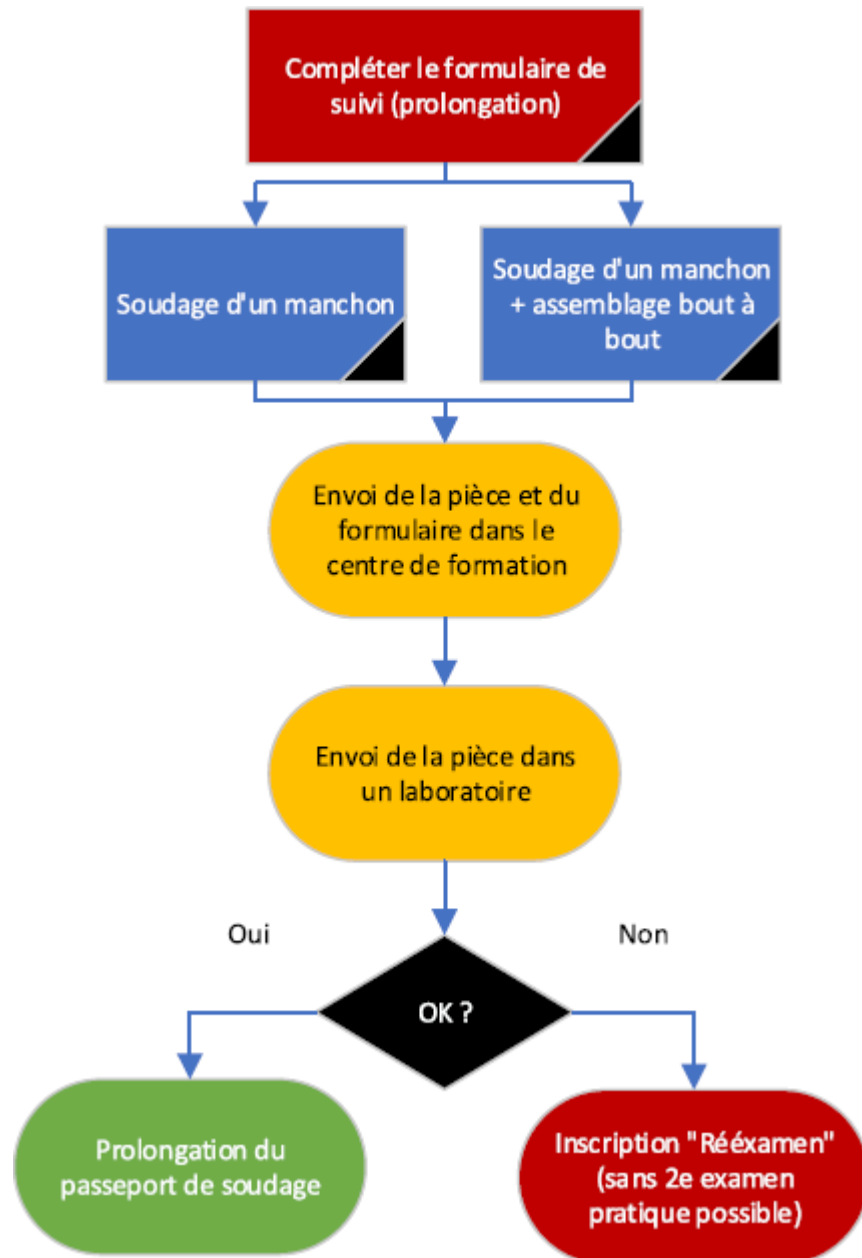 Compléter le formulaire de
suivi (prolongation)
Soudage d'un manchon
Soudage d'un manchon
+ assemblage bout à
bout
Envoi de la pièce et du
formulaire dans le
centre de formation
Envoi de la pièce dans
un laboratoire
Oui
Non
OK ?
Prolongation du
passeport de soudage
Inscription "Rééxamen"
(sans 2e examen
pratique possible)